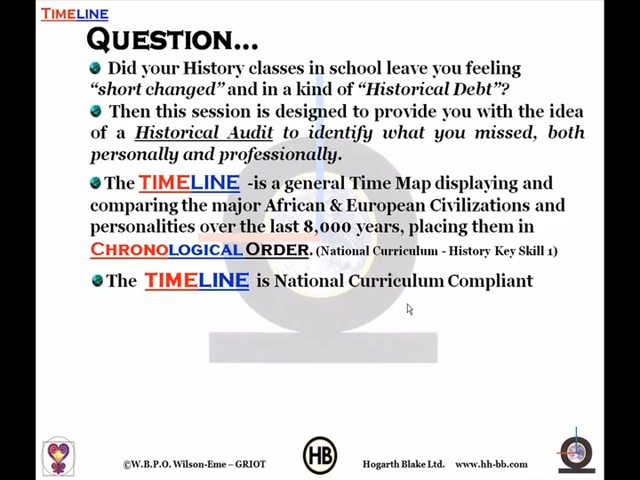 TIMELINE
QUESTION...
Did your History classes in school leave you feeling
“short changed” and in a kind of “Historical Debt”?
Then this session is designed to provide you with the idea
of a Historical Audit to identify what you missed, both
personally and professionally.
The TIMELINE -is a general Time Map displaying and
comparing the major African & European Civilizations and
personalities over the last 8,000 years, placing them in
CHRONOLOGICAL ORDER. (National Curriculum - History Key Skill 1)
The TIMELINE is National Curriculum Compliant
©W.B.P.O. Wilson-Eme – GRIOT HB Hogarth Blake Ltd. www.hh-bb.com